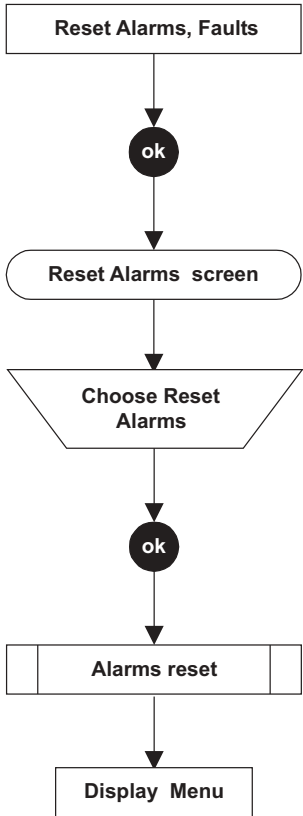 Reset Alarms, Faults
ok
Reset Alarms screen
Choose Reset
Alarms
ok
Alarms reset
Display Menu